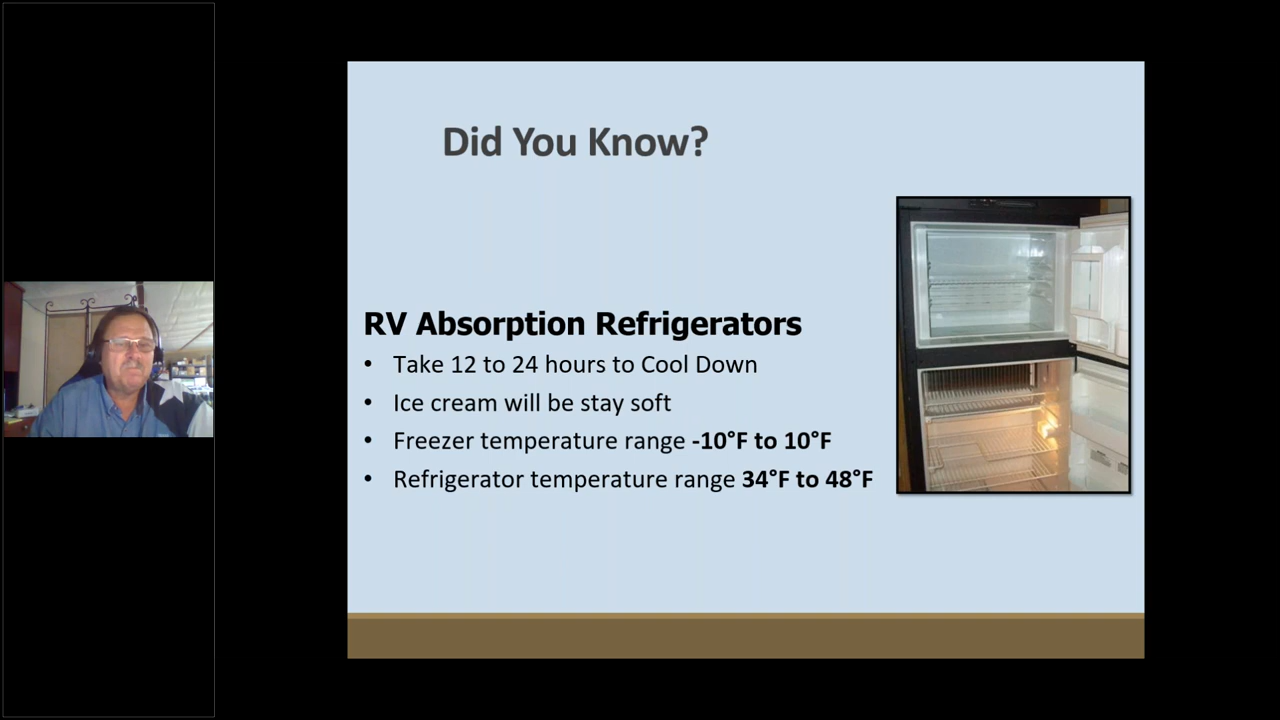 Did You Know?
RV Absorption Refrigerators
• Take 12 to 24 hours to Cool Down
• Ice cream will be stay soft
• Freezer temperature range -10°F to 10°F
• Refrigerator temperature range 34°F to 48°F